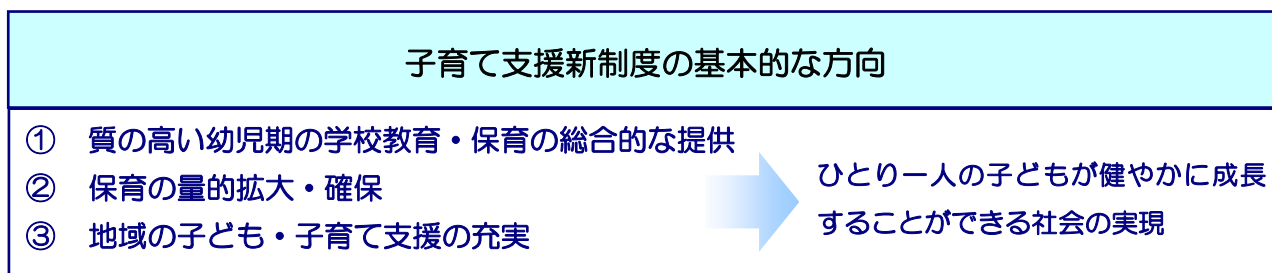 子育て支援新制度の基本的な方向
① 質の高い幼児期の学校教育・保育の総合的な提供
② 保育の量的拡大・確保
③ 地域の子ども・子育て支援の充実
ひとり一人の子どもが健やかに成長
することができる社会の実現